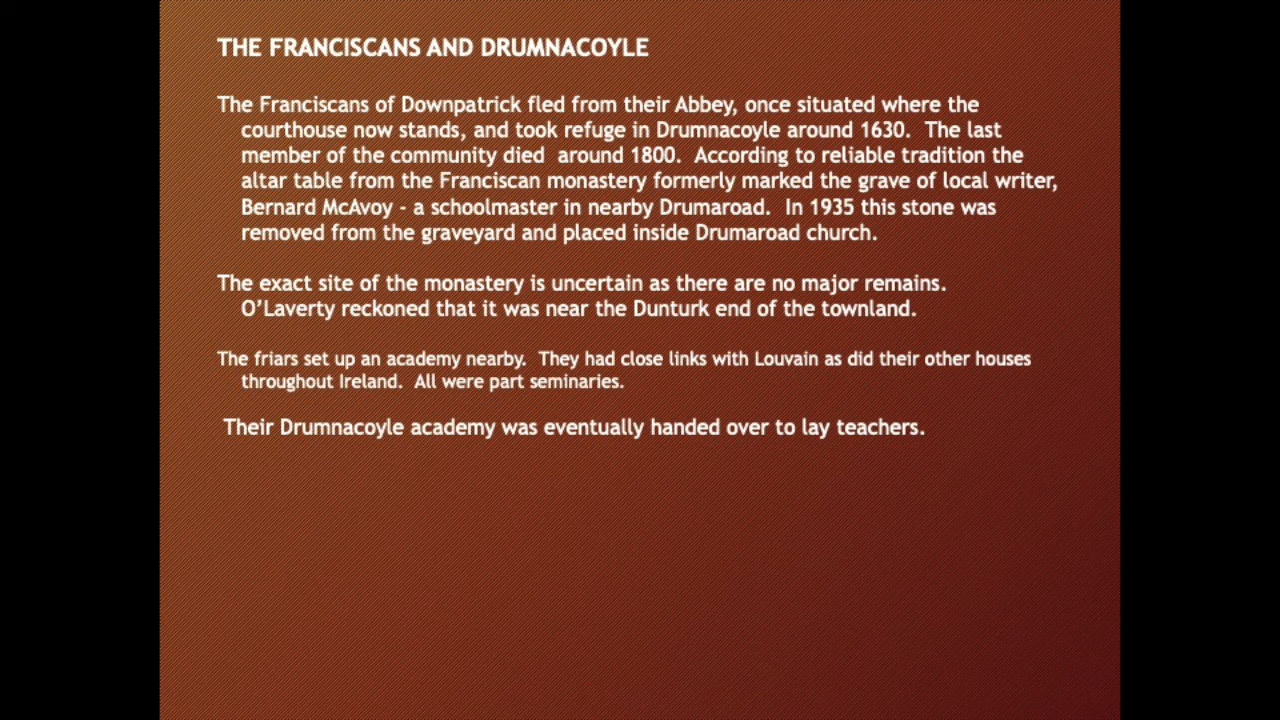 THE FRANCISCANS AND DRUMNACOYLE
The Franciscans of Downpatrick fled from their Abbey, once situated where the
courthouse now stands, and took refuge in Drumnacoyle around 1630. The last
member of the community died around 1800. According to reliable tradition the
altar table from the Franciscan monastery formerly marked the grave of local writer,
Bernard McAvoy - a schoolmaster in nearby Drumaroad. In 1935 this stone was
removed from the graveyard and placed inside Drumaroad church.
The exact site of the monastery is uncertain as there are no major remains.
O’Laverty reckoned that it was near the Dunturk end of the townland.
The friars set up an academy nearby. They had close links with Louvain as did their other houses
throughout Ireland. All were part seminaries.
Their Drumnacoyle academy was eventually handed over to lay teachers.